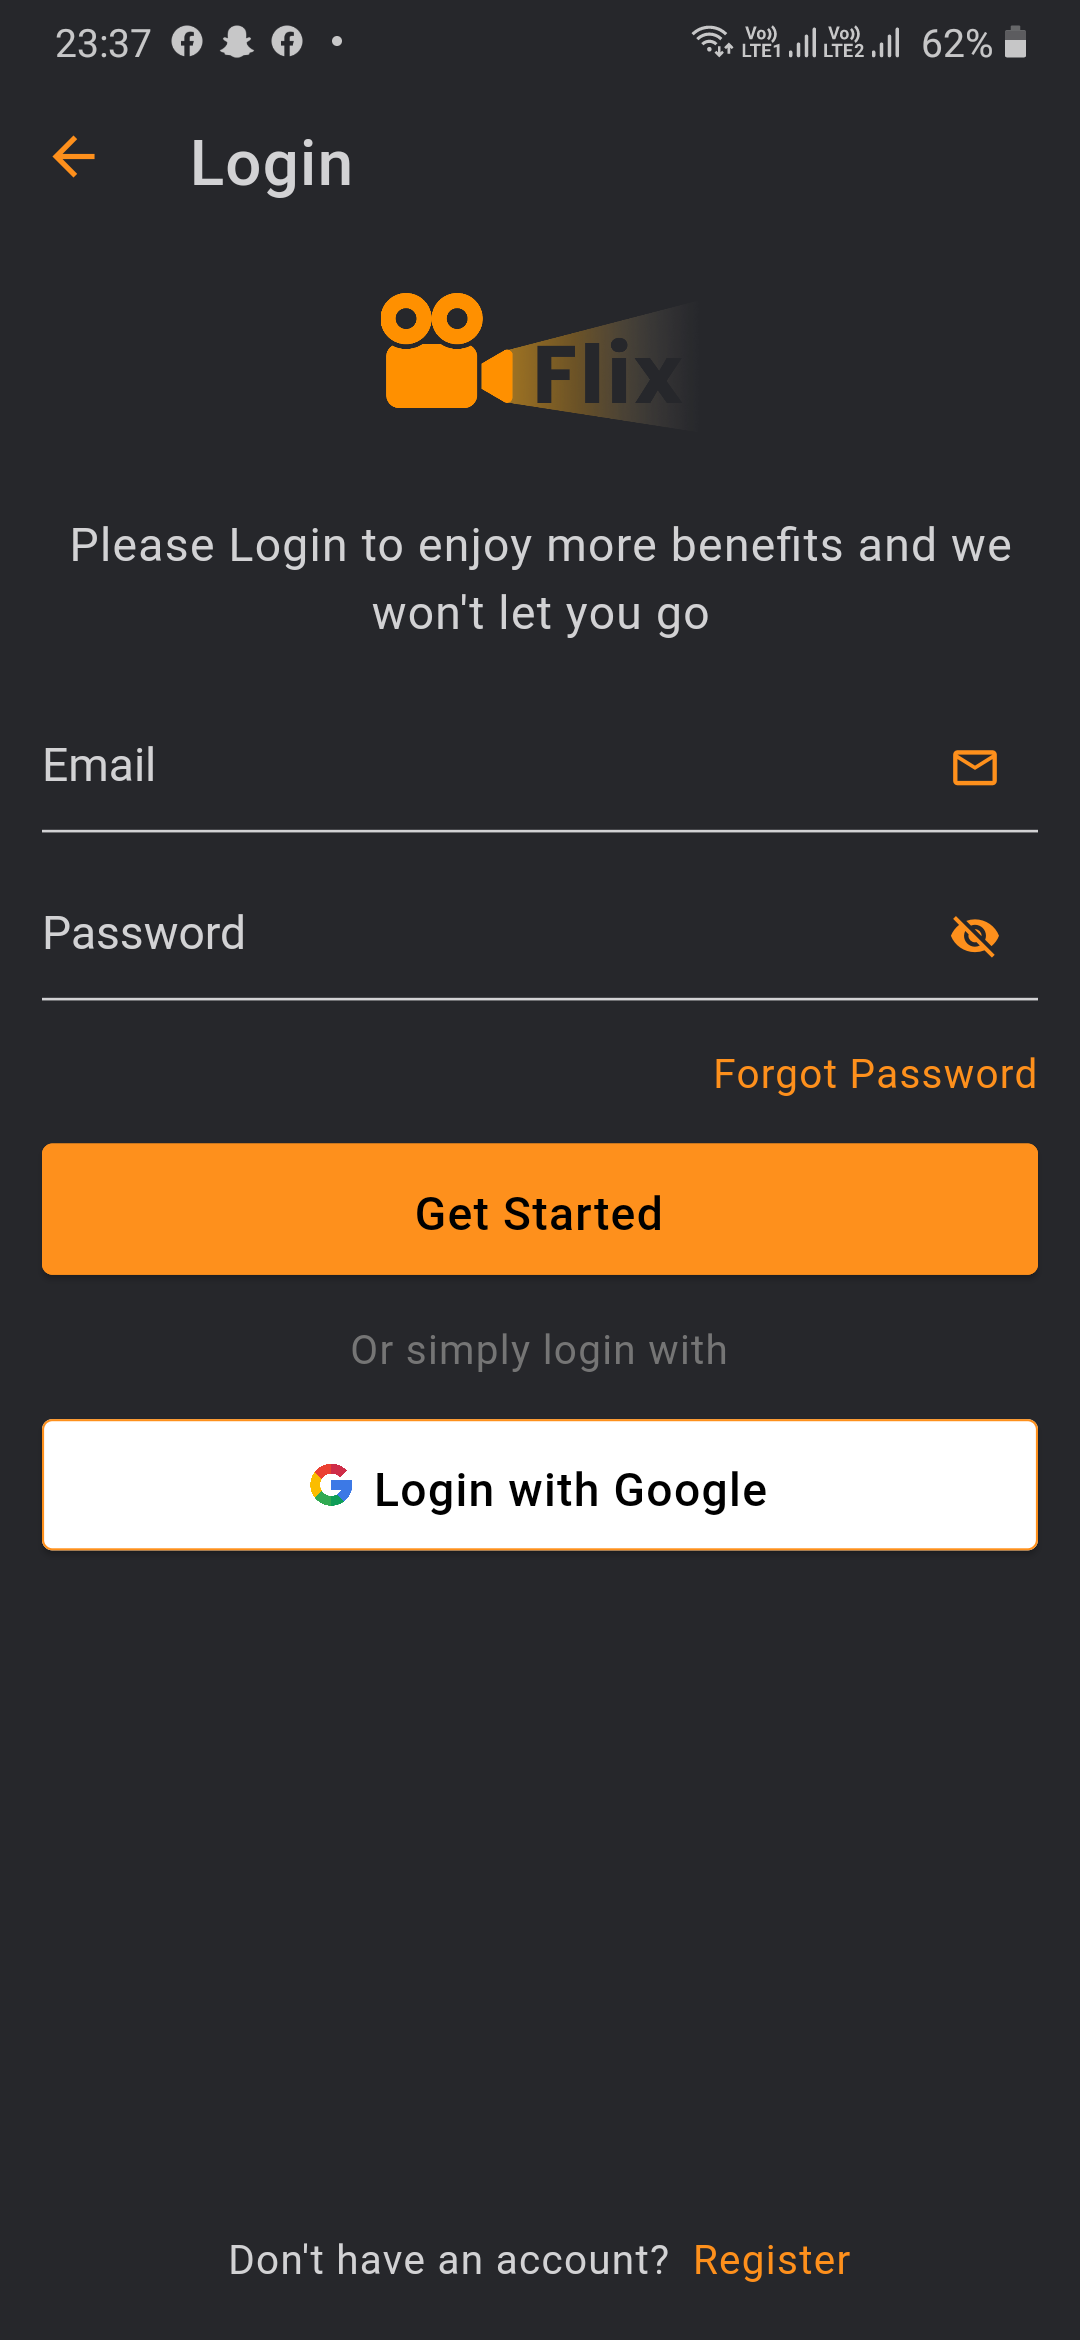 23:37 Vo)) LTE1 Vo)) LTE2 62%
Login
Flix
Please Login to enjoy more benefits and we
won't let you go
Email
Password
Forgot Password
Get Started
Or simply login with
Login with Google
Don't have an account? Register